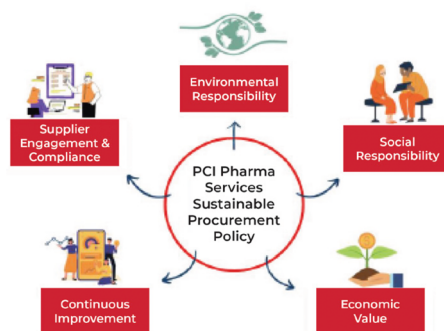 Environmental
Responsibility
Supplier
Engagement &
Compliance
Social
Responsibility
PCI Pharma
Services
Sustainable
Procurement
Policy
Continuous
Improvement
Economic
Value